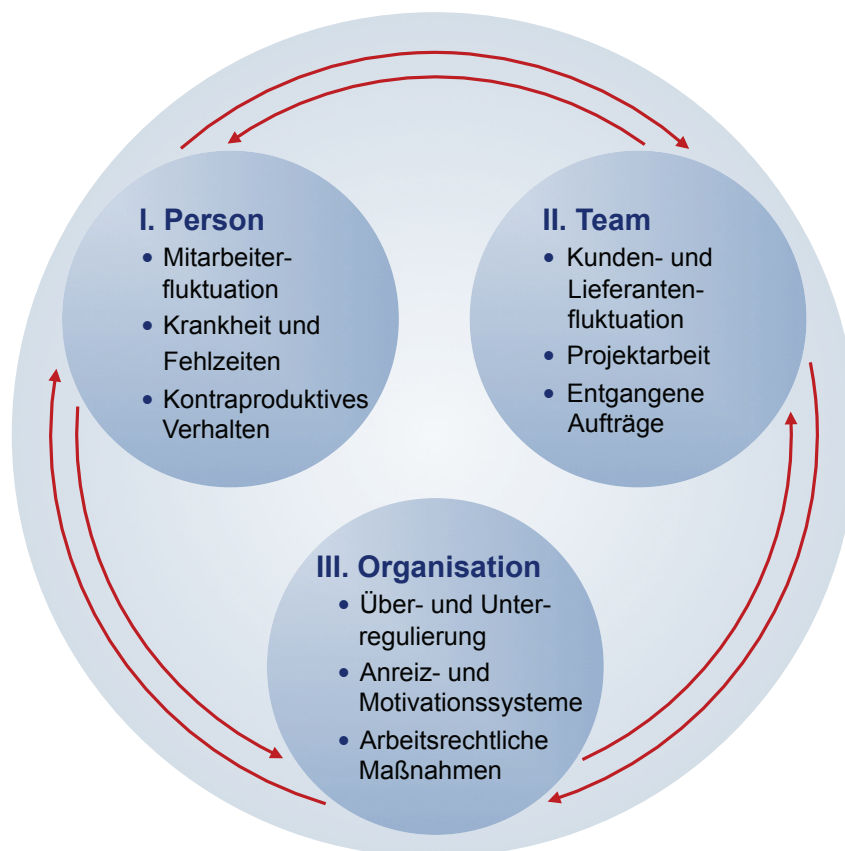 I. Person
• Mitarbeiter-
fluktuation
• Krankheit und
Fehlzeiten
• Kontraproduktives
Verhalten
II. Team
• Kunden- und
Lieferanten-
fluktuation
• Projektarbeit
• Entgangene
Aufträge
III. Organisation
• Über- und Unter-
regulierung
• Anreiz- und
Motivationssysteme
• Arbeitsrechtliche
Maßnahmen